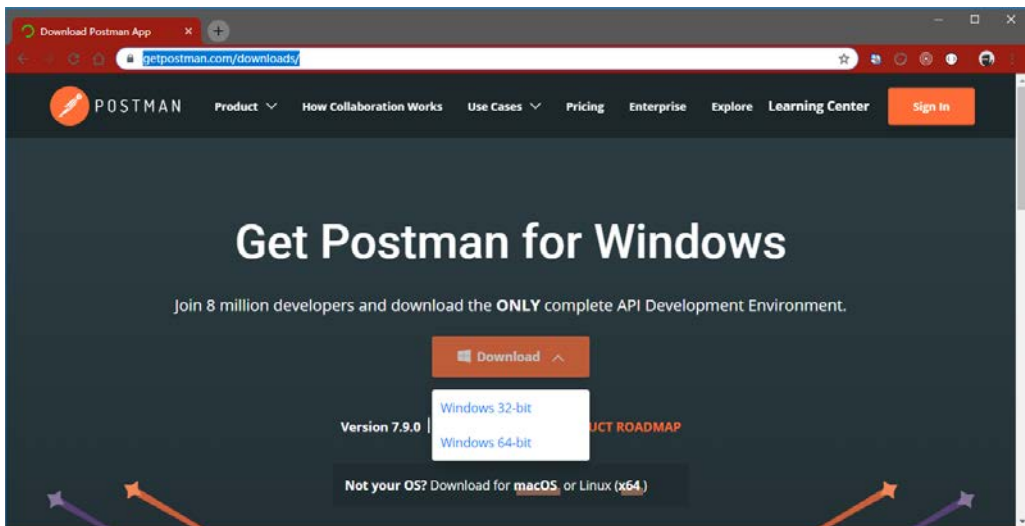 Download Postman App
getpostman.com/downloads/
POSTMAN Product How Collaboration Works Use Cases Pricing Enterprise Explore Learning Center Sign In
Get Postman for Windows
Join 8 million developers and download the ONLY complete API Development Environment.
Download
Windows 32-bit
Version 7.9.0 UCT ROADMAP
Windows 64-bit
Not your OS? Download for macOS or Linux (x64)